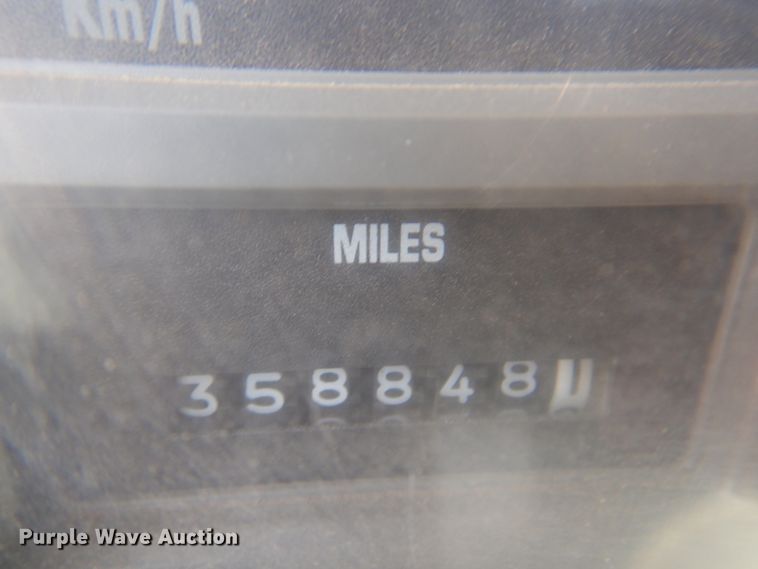 Km/h
MILES
358848
Purple Wave Auction